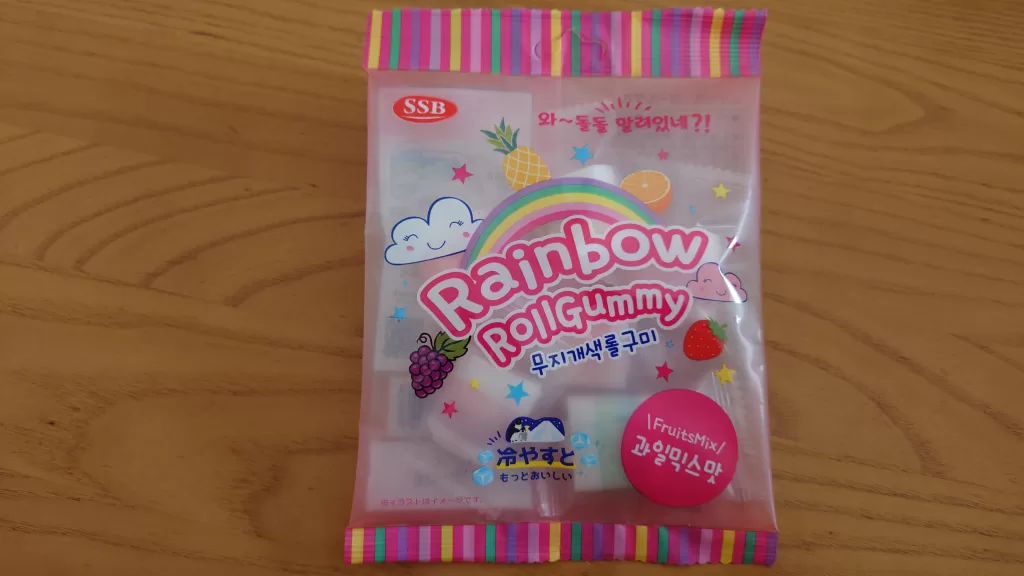 SSB
와~돌돌 말려있네?!
Rainbow
RollGummy
무지개색롤구미
\FruitsMix/
과일믹스맛
冷やすと
もっとおいしい